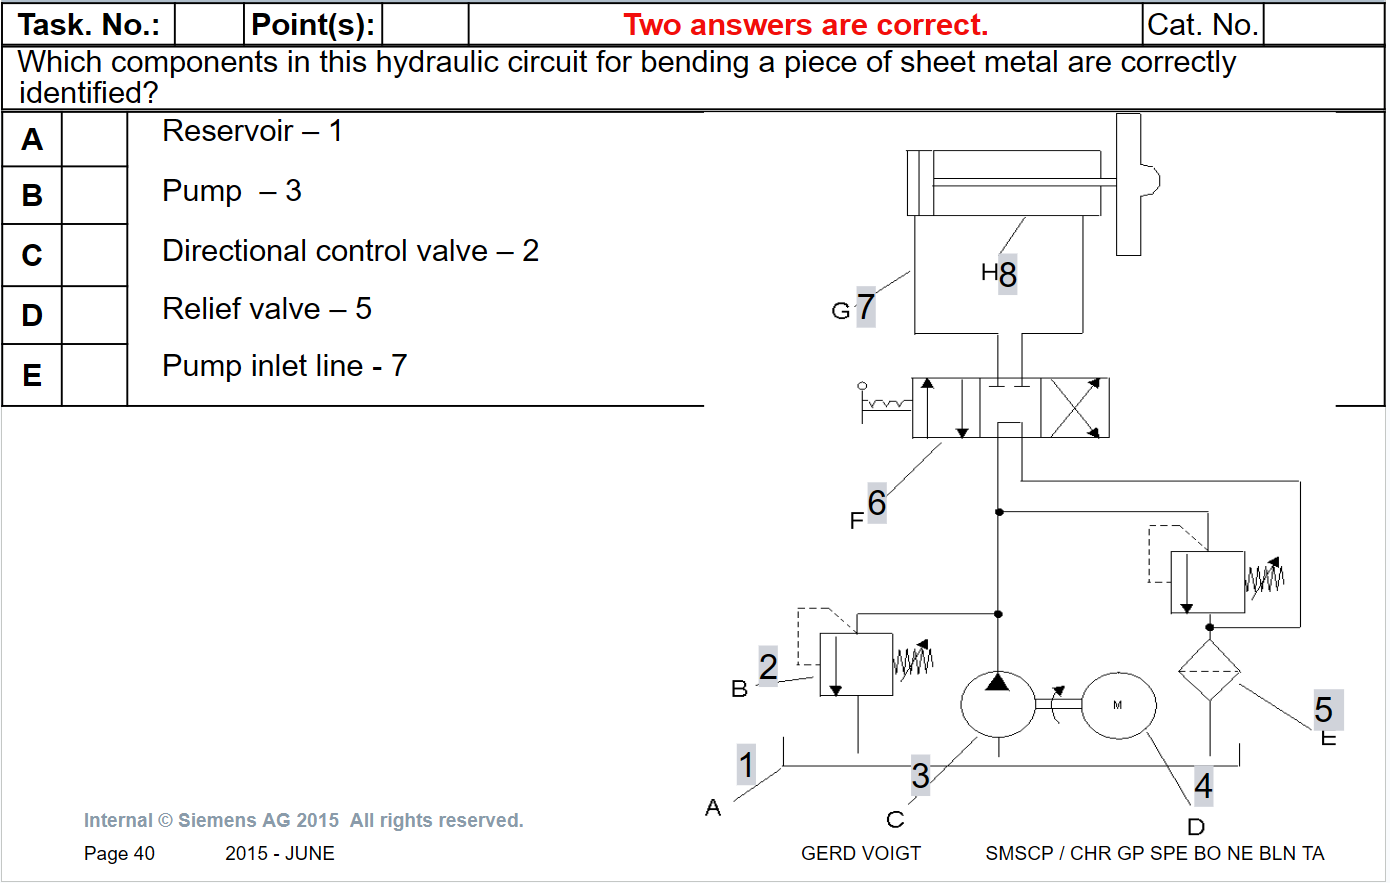 Task. No.: Point(s): Two answers are correct. Cat. No.
Which components in this hydraulic circuit for bending a piece of sheet metal are correctly
identified?
A Reservoir – 1
B Pump – 3
C Directional control valve – 2
D Relief valve – 5
E Pump inlet line - 7
H 8
G 7
F 6
B 2
M
5
E
1
A
3
C
4
D
Internal © Siemens AG 2015 All rights reserved.
Page 40 2015 - JUNE GERD VOIGT SMSCP / CHR GP SPE BO NE BLN TA